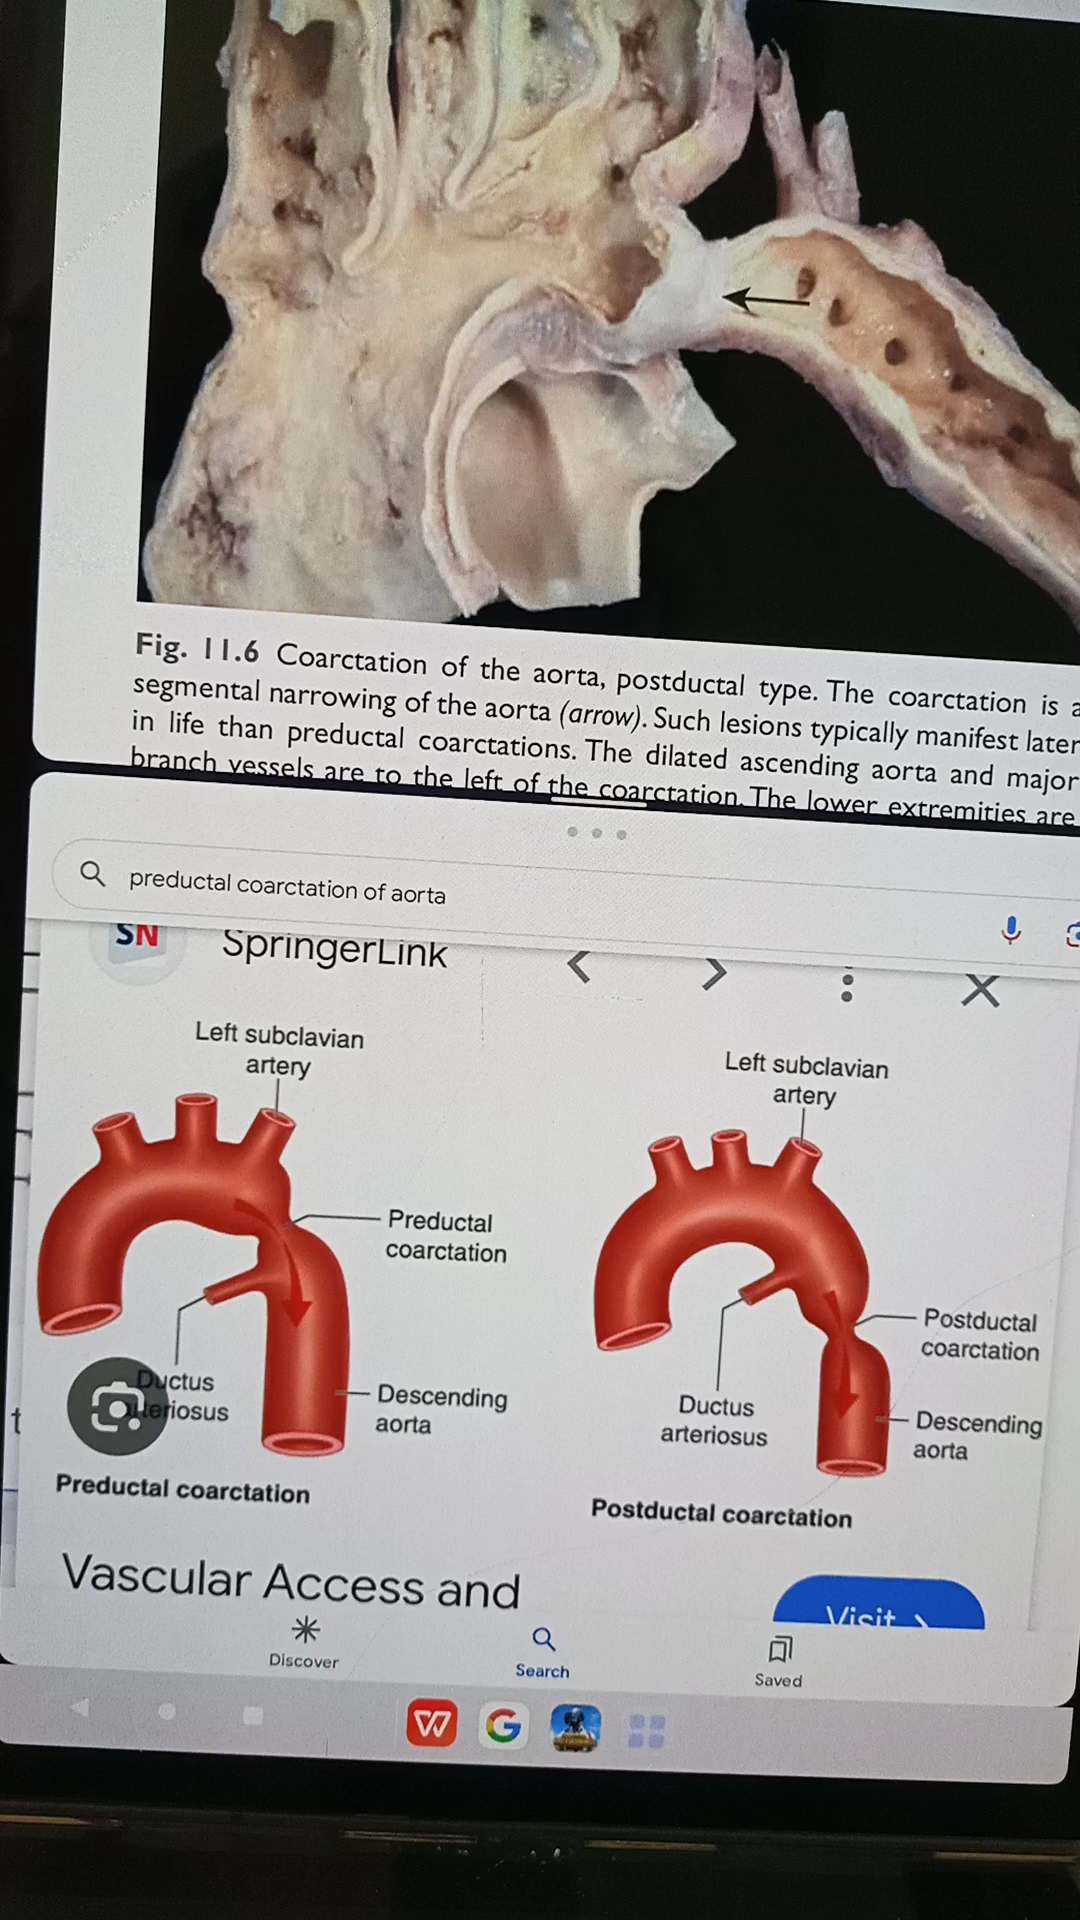 Fig. 11.6 Coarctation of the aorta, postductal type. The coarctation is a
segmental narrowing of the aorta (arrow). Such lesions typically manifest later
in life than preductal coarctations. The dilated ascending aorta and major
branch vessels are to the left of the coarctation. The lower extremities are
preductal coarctation of aorta
SN
SpringerLink
Left subclavian
artery
Preductal
coarctation
Ductus
arteriosus
Descending
aorta
Preductal coarctation
Left subclavian
artery
Postductal
coarctation
Ductus
arteriosus
Descending
aorta
Postductal coarctation
Vascular Access and
Visit
Discover
Search
Saved